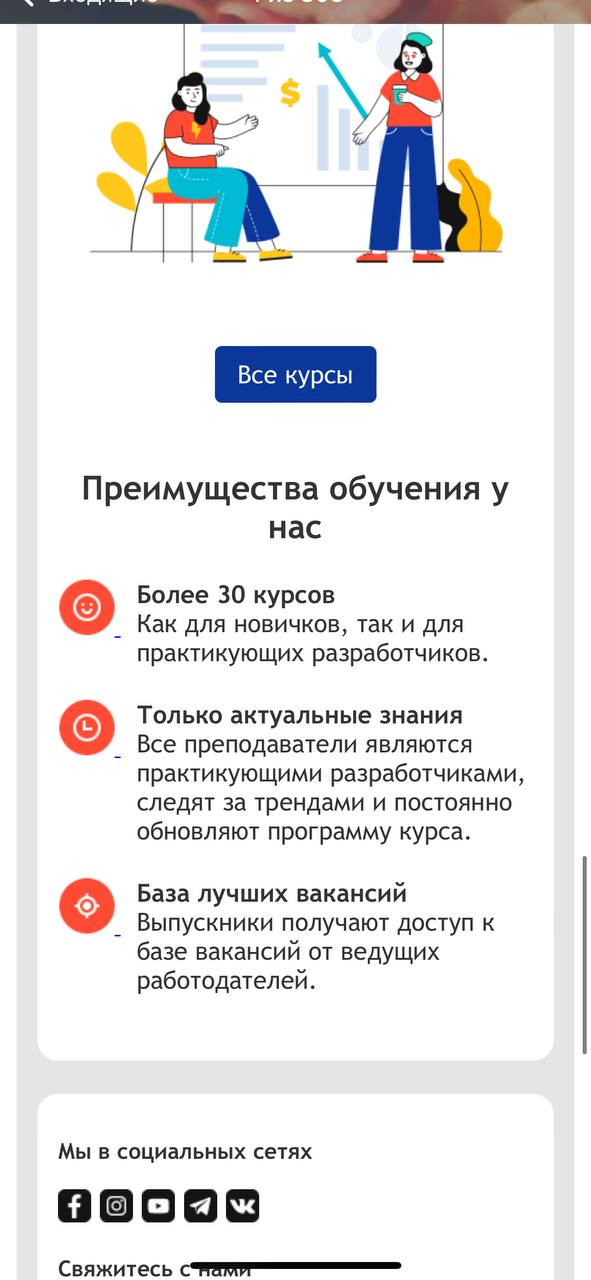 Все курсы
Преимущества обучения у
нас
Более 30 курсов
Как для новичков, так и для
практикующих разработчиков.
Только актуальные знания
Все преподаватели являются
практикующими разработчиками,
следят за трендами и постоянно
обновляют программу курса.
База лучших вакансий
Выпускники получают доступ к
базе вакансий от ведущих
работодателей.
Мы в социальных сетях
Свяжитесь с нами